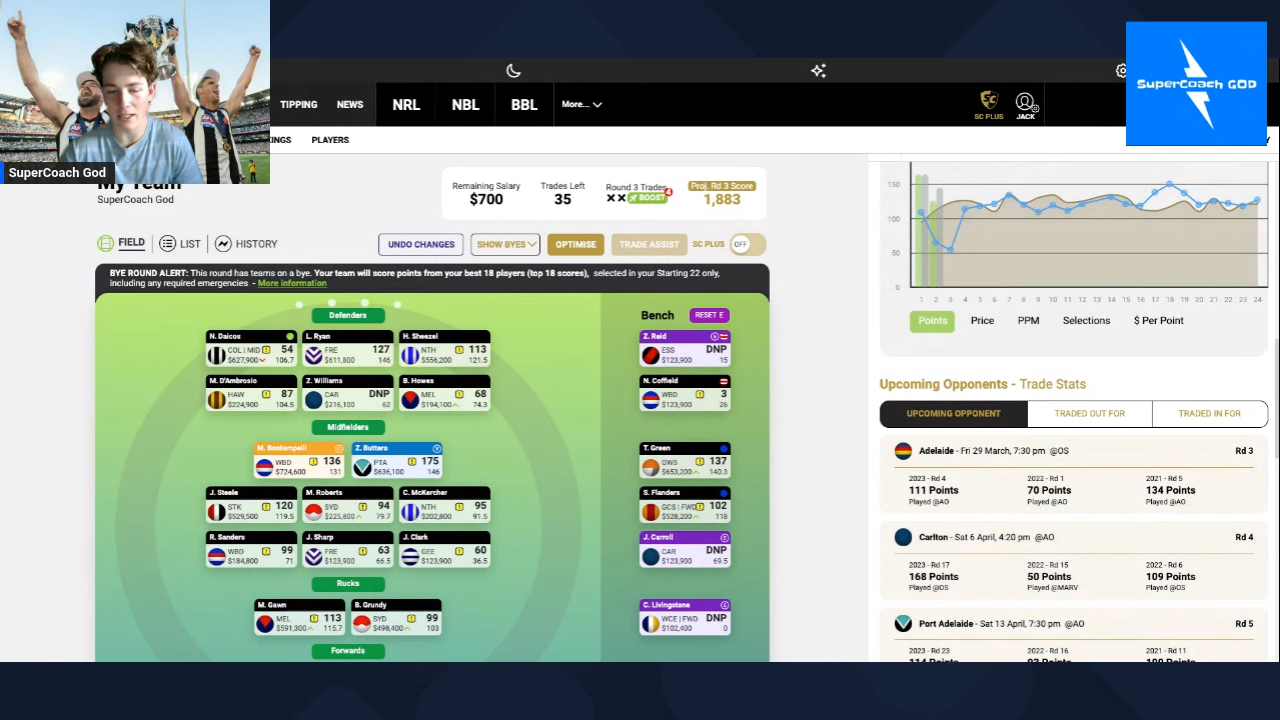 SuperCoach God
SuperCoach GOD
TIPPING NEWS NRL NBL BBL More...
SC PLUS JACK
PLAYERS
My Team
SuperCoach God
Remaining Salary
$700
Trades Left
35
Round 3 Trades
BOOST 4
Proj. Rd 3 Score
1,883
FIELD LIST HISTORY
UNDO CHANGES SHOW BYES OPTIMISE TRADE ASSIST SC PLUS OFF
BYE ROUND ALERT: This round has teams on a bye. Your team will score points from your best 18 players (top 18 scores), selected in your Starting 22 only,
including any required emergencies - More information
Defenders
Bench RESET E
N. Daicos
COL | MID 54
$627,900 106.7
L. Ryan
FRE 127
$611,800 146
H. Sheezel
NTH 113
$556,200 121.5
Z. Reid
ESS DNP
$123,900 15
M. D'Ambrosio
HAW 87
$224,900 104.5
Z. Williams
CAR DNP
$216,100 62
B. Howes
MEL 68
$194,100 74.3
N. Coffield
WBD 3
$123,900 26
Midfielders
M. Bontempelli
WBD 136
$724,600 131
Z. Butters
PTA 175
$636,100 146
T. Green
GWS 137
$653,200 140.3
J. Steele
STK 120
$529,500 119.5
M. Roberts
SYD 94
$225,800 79.7
C. McKercher
NTH 95
$202,800 91.5
S. Flanders
GCS | FWD 102
$528,200 118
R. Sanders
WBD 99
$184,800 71
J. Sharp
FRE 63
$123,900 66.5
J. Clark
GEE 60
$123,900 36.5
J. Carroll
CAR DNP
$123,900 69.5
Rucks
M. Gawn
MEL 113
$591,300 115.7
B. Grundy
SYD 99
$498,400 103
C. Livingstone
WCE | FWD DNP
$102,400 0
Forwards
150
100
50
0
1 2 3 4 5 6 7 8 9 10 11 12 13 14 15 16 17 18 19 20 21 22 23 24
Points Price PPM Selections $ Per Point
Upcoming Opponents - Trade Stats
UPCOMING OPPONENT TRADED OUT FOR TRADED IN FOR
Adelaide - Fri 29 March, 7:30 pm @OS Rd 3
2023 - Rd 4 2022 - Rd 1 2021 - Rd 5
111 Points 70 Points 134 Points
Played @AO Played @AO Played @AO
Carlton - Sat 6 April, 4:20 pm @AO Rd 4
2023 - Rd 17 2022 - Rd 15 2022 - Rd 6
168 Points 50 Points 109 Points
Played @OS Played @MARV Played @OS
Port Adelaide - Sat 13 April, 7:30 pm @AO Rd 5
2023 - Rd 23 2022 - Rd 16 2021 - Rd 11